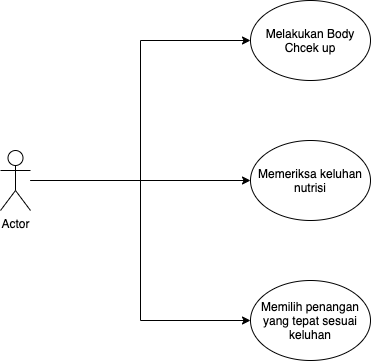 Melakukan Body
Chcek up
Memeriksa keluhan
nutrisi
Actor
Memilih penangan
yang tepat sesuai
keluhan